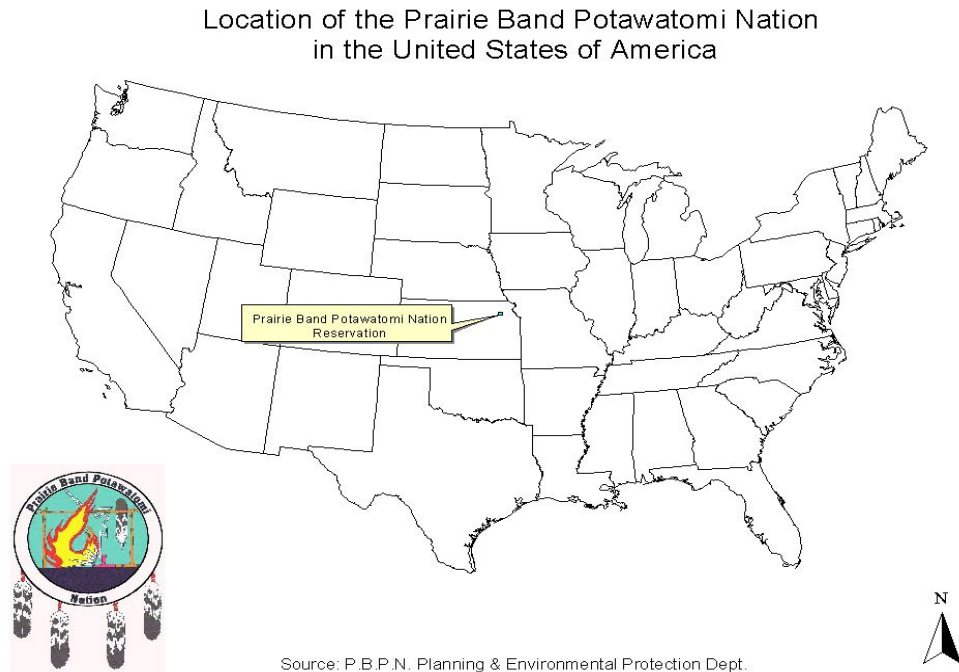 Location of the Prairie Band Potawatomi Nation
in the United States of America
Prairie Band Potawatomi Nation
Reservation
Prairie Band Potawatomi
Nation
N
Source: P.B.P.N. Planning & Environmental Protection Dept.